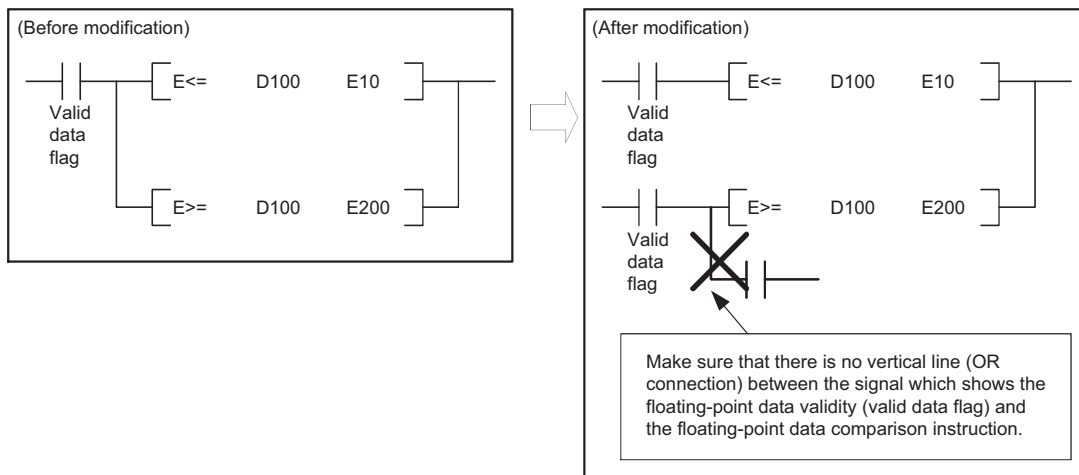 (Before modification)
E<= D100 E10
Valid
data
flag
E>= D100 E200
(After modification)
E<= D100 E10
Valid
data
flag
E>= D100 E200
Valid
data
flag
Make sure that there is no vertical line (OR
connection) between the signal which shows the
floating-point data validity (valid data flag) and
the floating-point data comparison instruction.